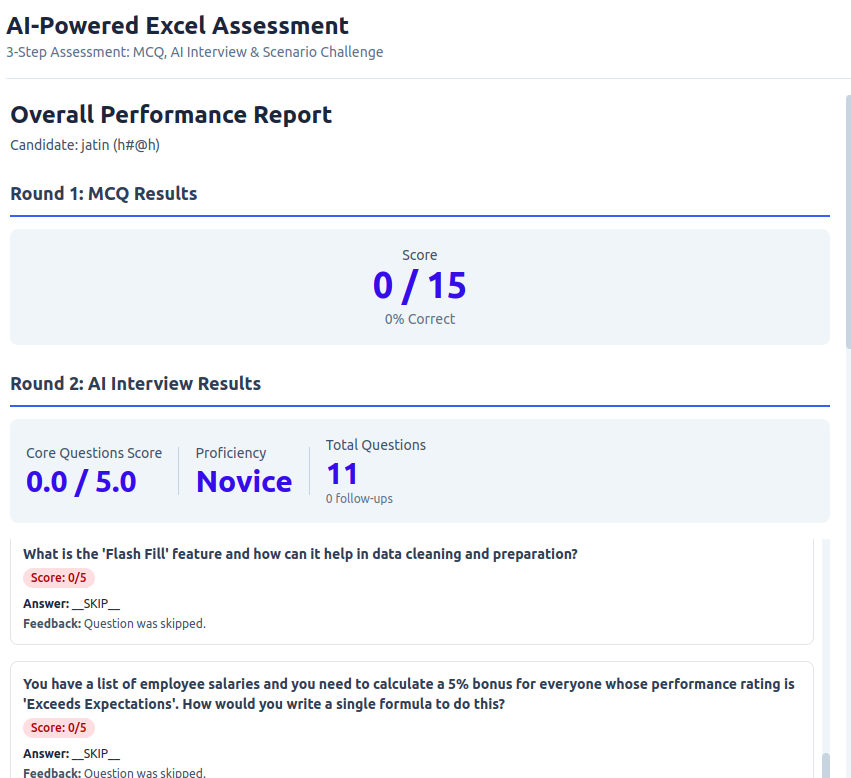 AI-Powered Excel Assessment
3-Step Assessment: MCQ, AI Interview & Scenario Challenge
Overall Performance Report
Candidate: jatin (h#@h)
Round 1: MCQ Results
Score
0 / 15
0% Correct
Round 2: AI Interview Results
Core Questions Score
0.0 / 5.0
Proficiency
Novice
Total Questions
11
0 follow-ups
What is the 'Flash Fill' feature and how can it help in data cleaning and preparation?
Score: 0/5
Answer: __SKIP__
Feedback: Question was skipped.
You have a list of employee salaries and you need to calculate a 5% bonus for everyone whose performance rating is
'Exceeds Expectations'. How would you write a single formula to do this?
Score: 0/5
Answer: __SKIP__
Feedback: Question was skipped.